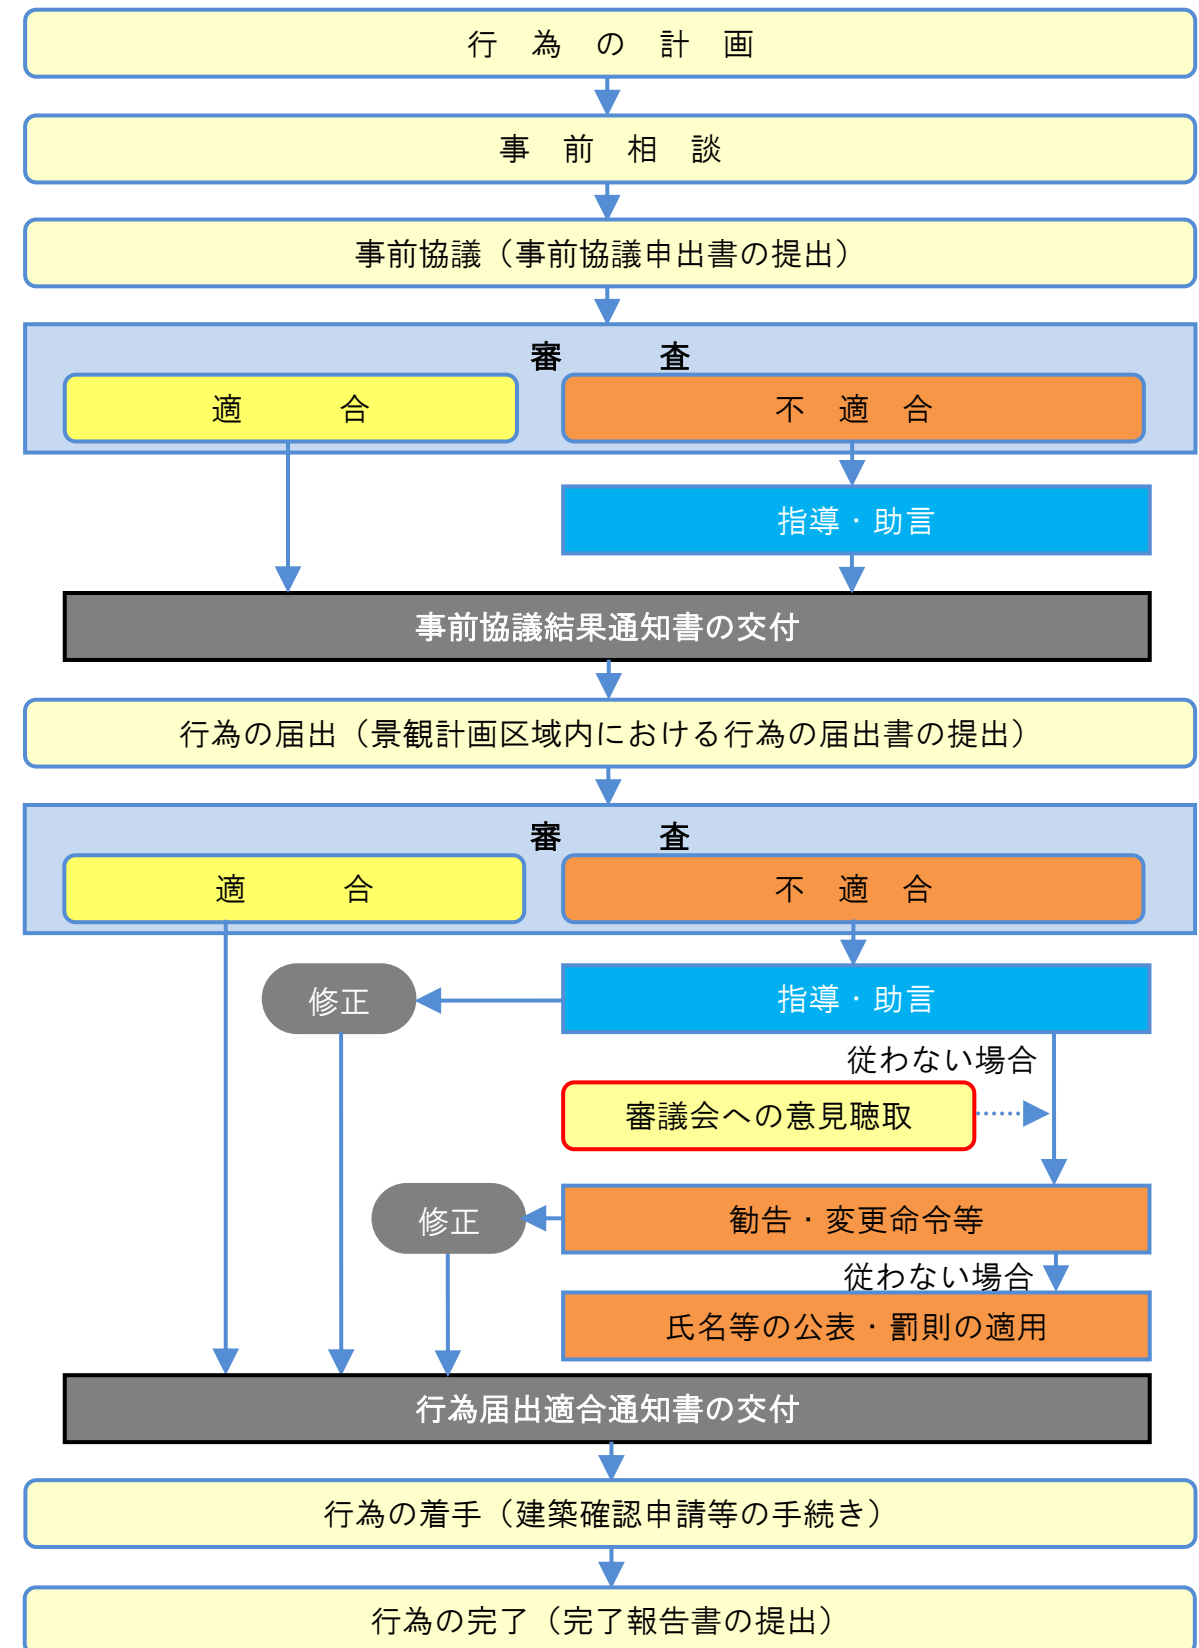 行　為　の　計　画
事　前　相　談
事前協議（事前協議申出書の提出）
審　　　査
適　　　合
不　適　合
指導・助言
事前協議結果通知書の交付
行為の届出（景観計画区域内における行為の届出書の提出）
審　　　査
適　　　合
不　適　合
修正
指導・助言
従わない場合
審議会への意見聴取
修正
勧告・変更命令等
従わない場合
氏名等の公表・罰則の適用
行為届出適合通知書の交付
行為の着手（建築確認申請等の手続き）
行為の完了（完了報告書の提出）